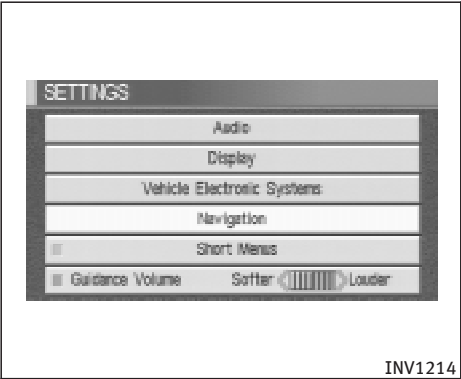 SETTINGS
Audio
Display
Vehicle Electronic Systems
Navigation
Short Menus
Guidance Volume Softer Louder
INV1214